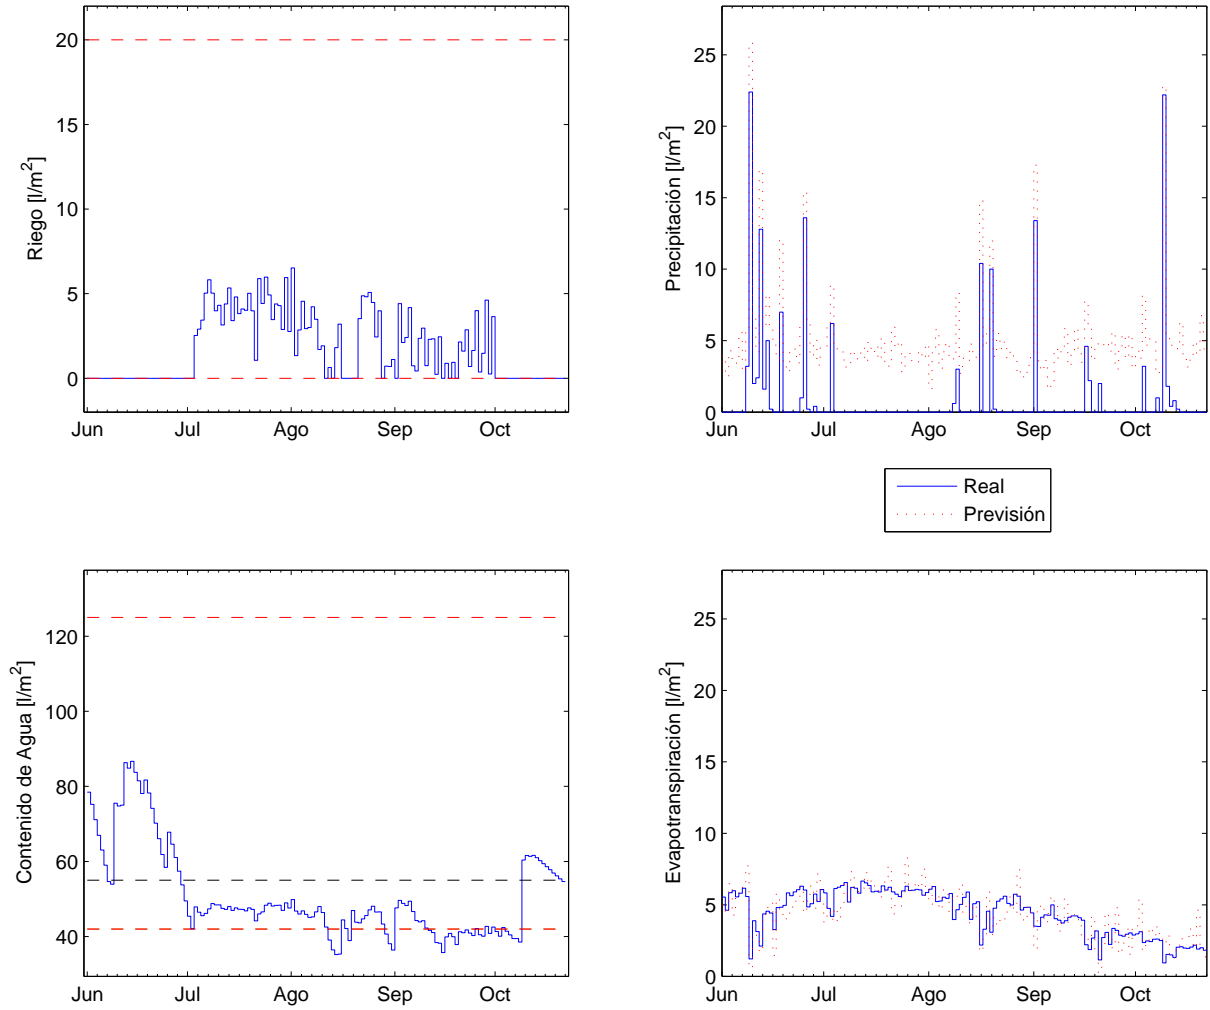 20
15
10
5
0
Riego [l/m²]
Jun Jul Ago Sep Oct
25
20
15
10
5
0
Precipitación [l/m²]
Jun Jul Ago Sep Oct
Real
Previsión
120
100
80
60
40
Contenido de Agua [l/m²]
Jun Jul Ago Sep Oct
25
20
15
10
5
0
Evapotranspiración [l/m²]
Jun Jul Ago Sep Oct